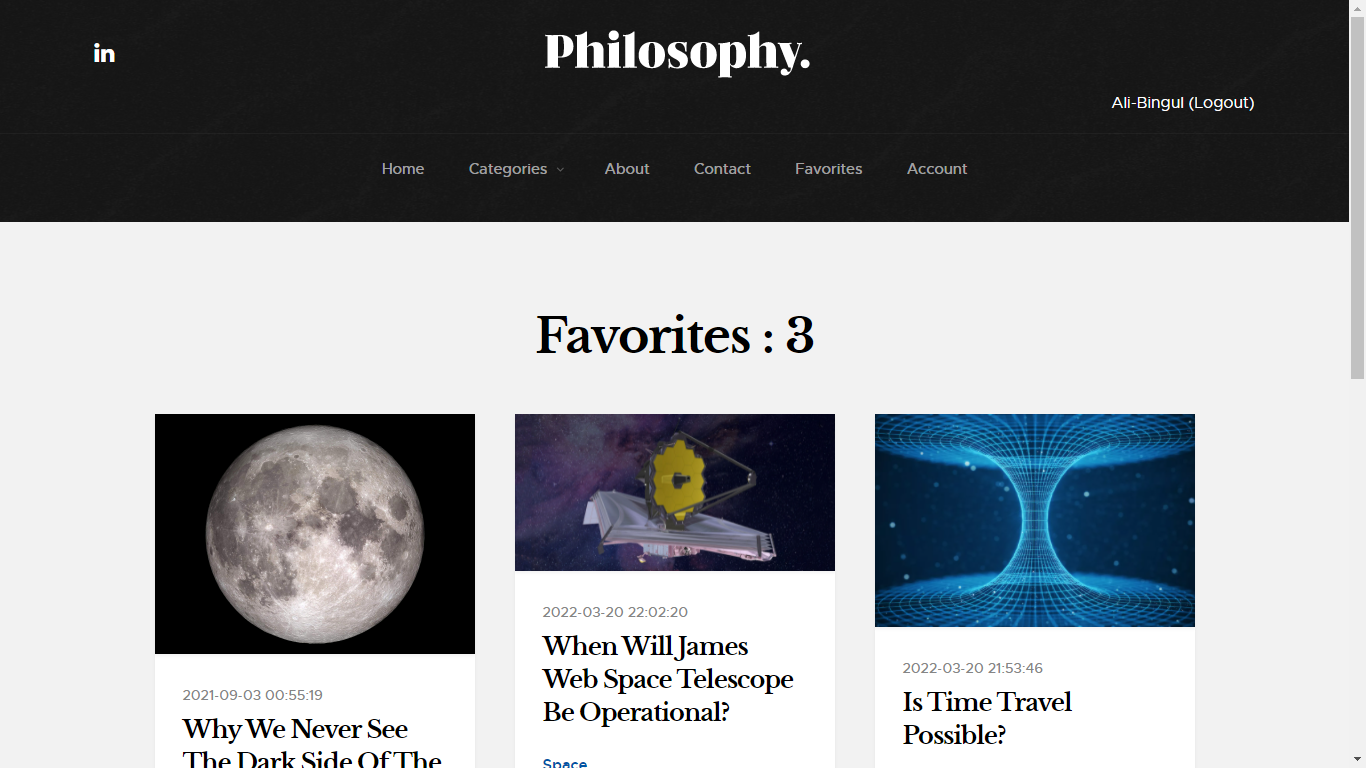 in
Philosophy.
Ali-Bingul (Logout)
Home Categories About Contact Favorites Account
Favorites : 3
2021-09-03 00:55:19
Why We Never See
The Dark Side Of The
2022-03-20 22:02:20
When Will James
Web Space Telescope
Be Operational?
Space
2022-03-20 21:53:46
Is Time Travel
Possible?